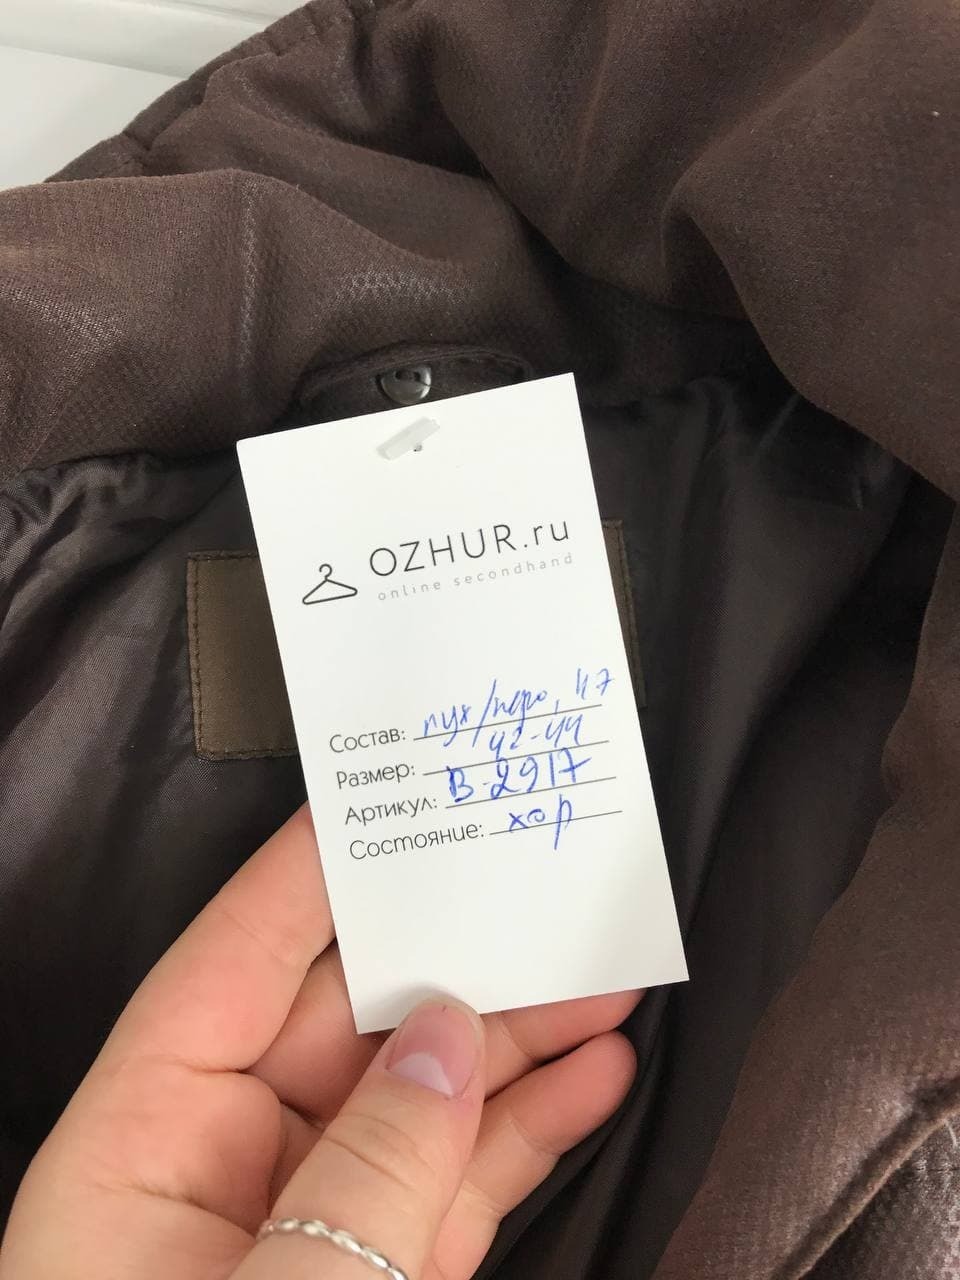 OZHUR.ru
online secondhand
Состав: пух/перо, 47
Размер: 42-44
Артикул: В-2917
Состояние: хор